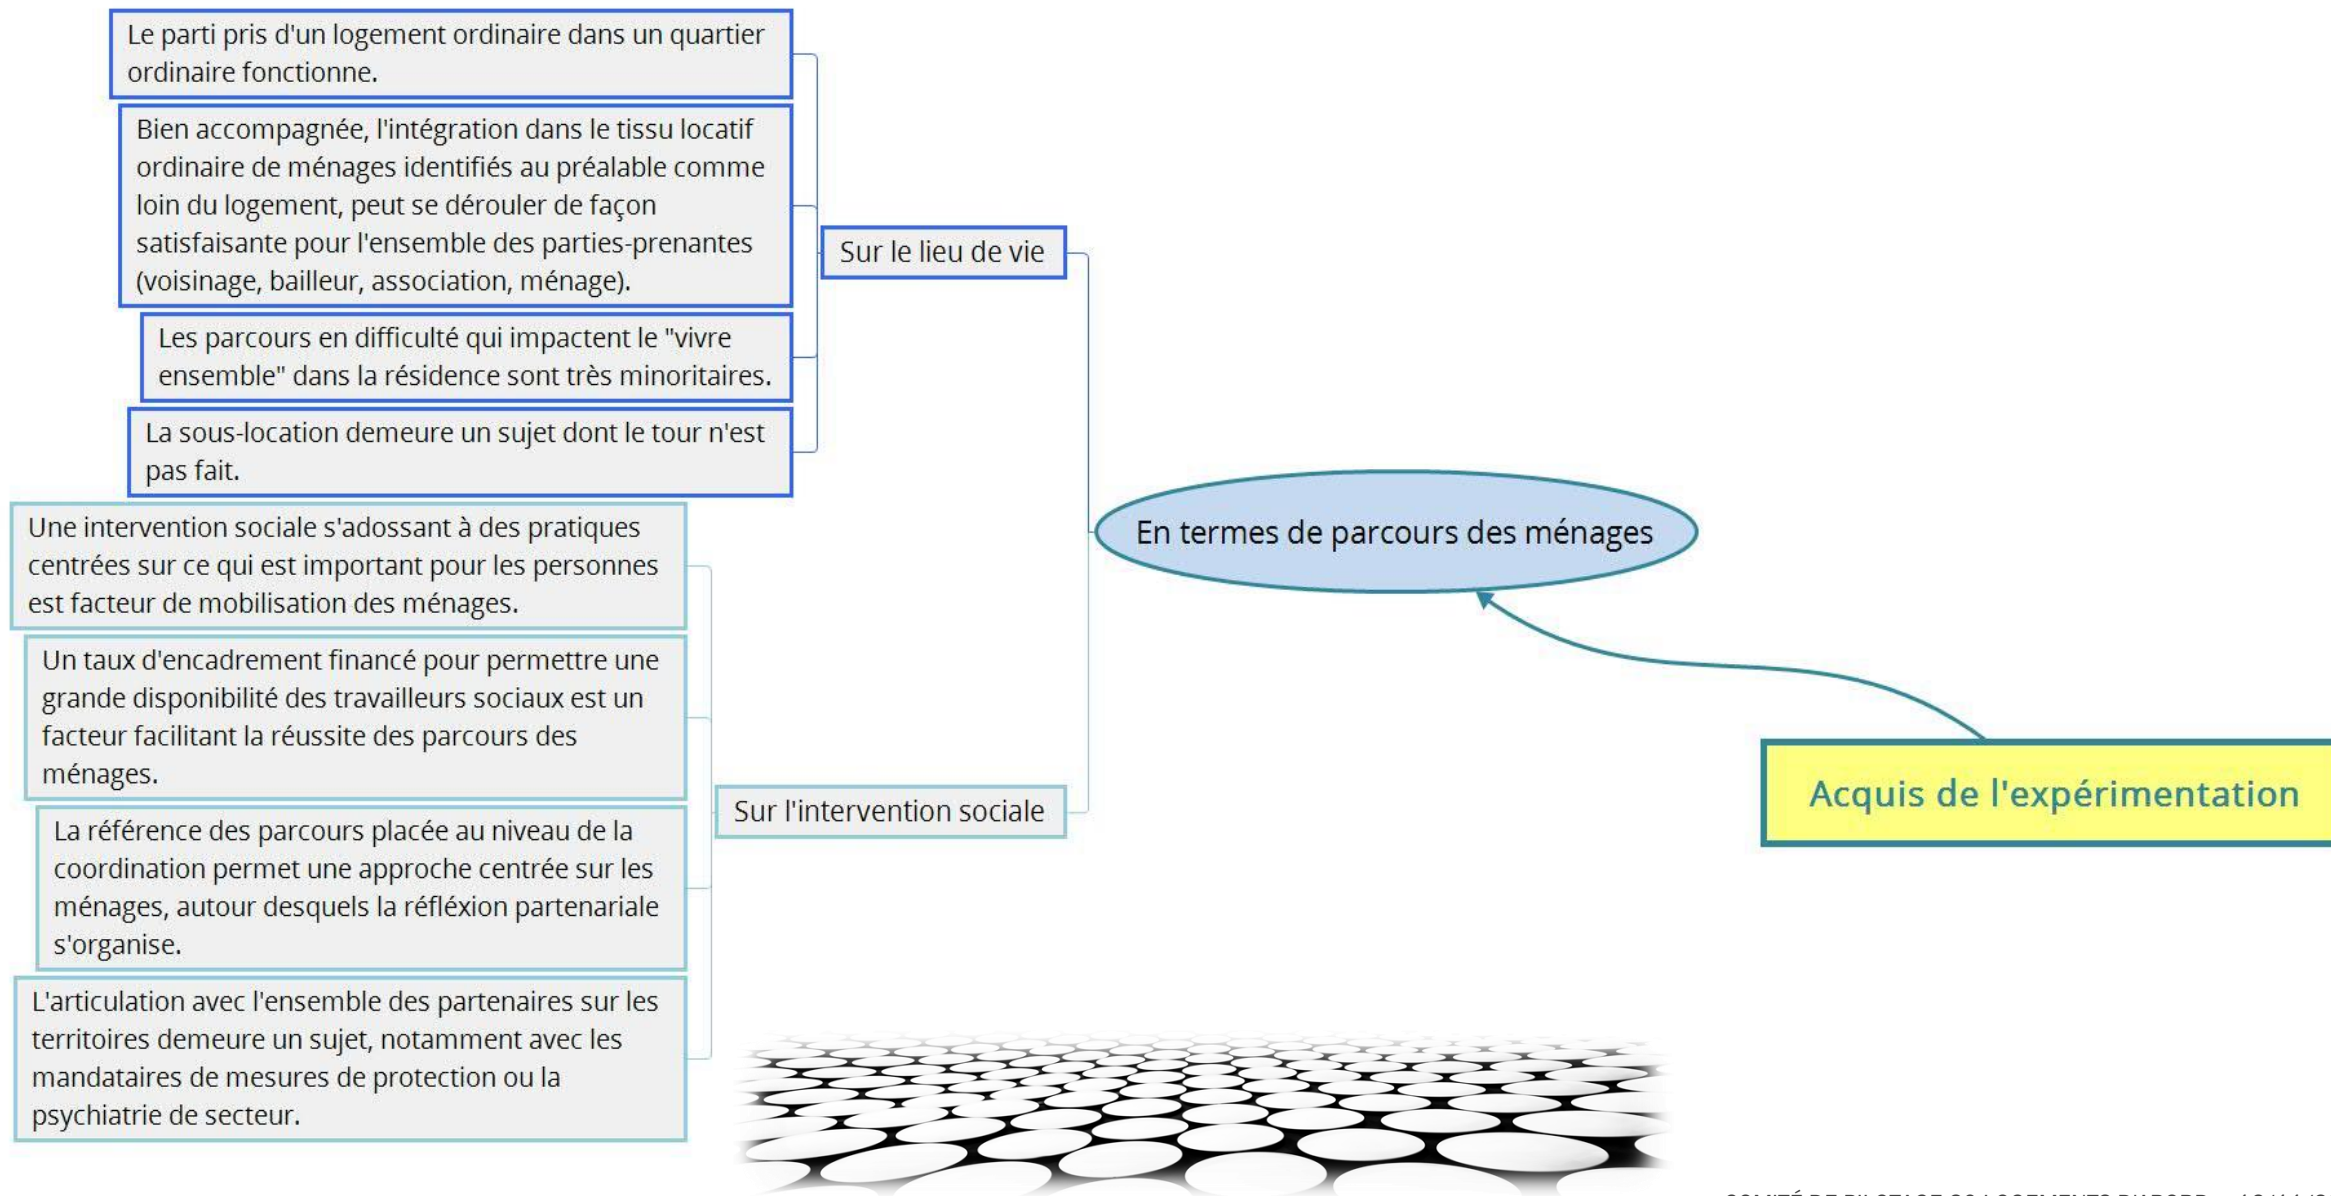 Le parti pris d'un logement ordinaire dans un quartier
ordinaire fonctionne.
Bien accompagnée, l'intégration dans le tissu locatif
ordinaire de ménages identifiés au préalable comme
loin du logement, peut se dérouler de façon
satisfaisante pour l'ensemble des parties-prenantes
(voisinage, bailleur, association, ménage).
Les parcours en difficulté qui impactent le "vivre
ensemble" dans la résidence sont très minoritaires.
La sous-location demeure un sujet dont le tour n'est
pas fait.
Sur le lieu de vie
Une intervention sociale s'adossant à des pratiques
centrées sur ce qui est important pour les personnes
est facteur de mobilisation des ménages.
Un taux d'encadrement financé pour permettre une
grande disponibilité des travailleurs sociaux est un
facteur facilitant la réussite des parcours des
ménages.
La référence des parcours placée au niveau de la
coordination permet une approche centrée sur les
ménages, autour desquels la réfléxion partenariale
s'organise.
L'articulation avec l'ensemble des partenaires sur les
territoires demeure un sujet, notamment avec les
mandataires de mesures de protection ou la
psychiatrie de secteur.
Sur l'intervention sociale
En termes de parcours des ménages
Acquis de l'expérimentation